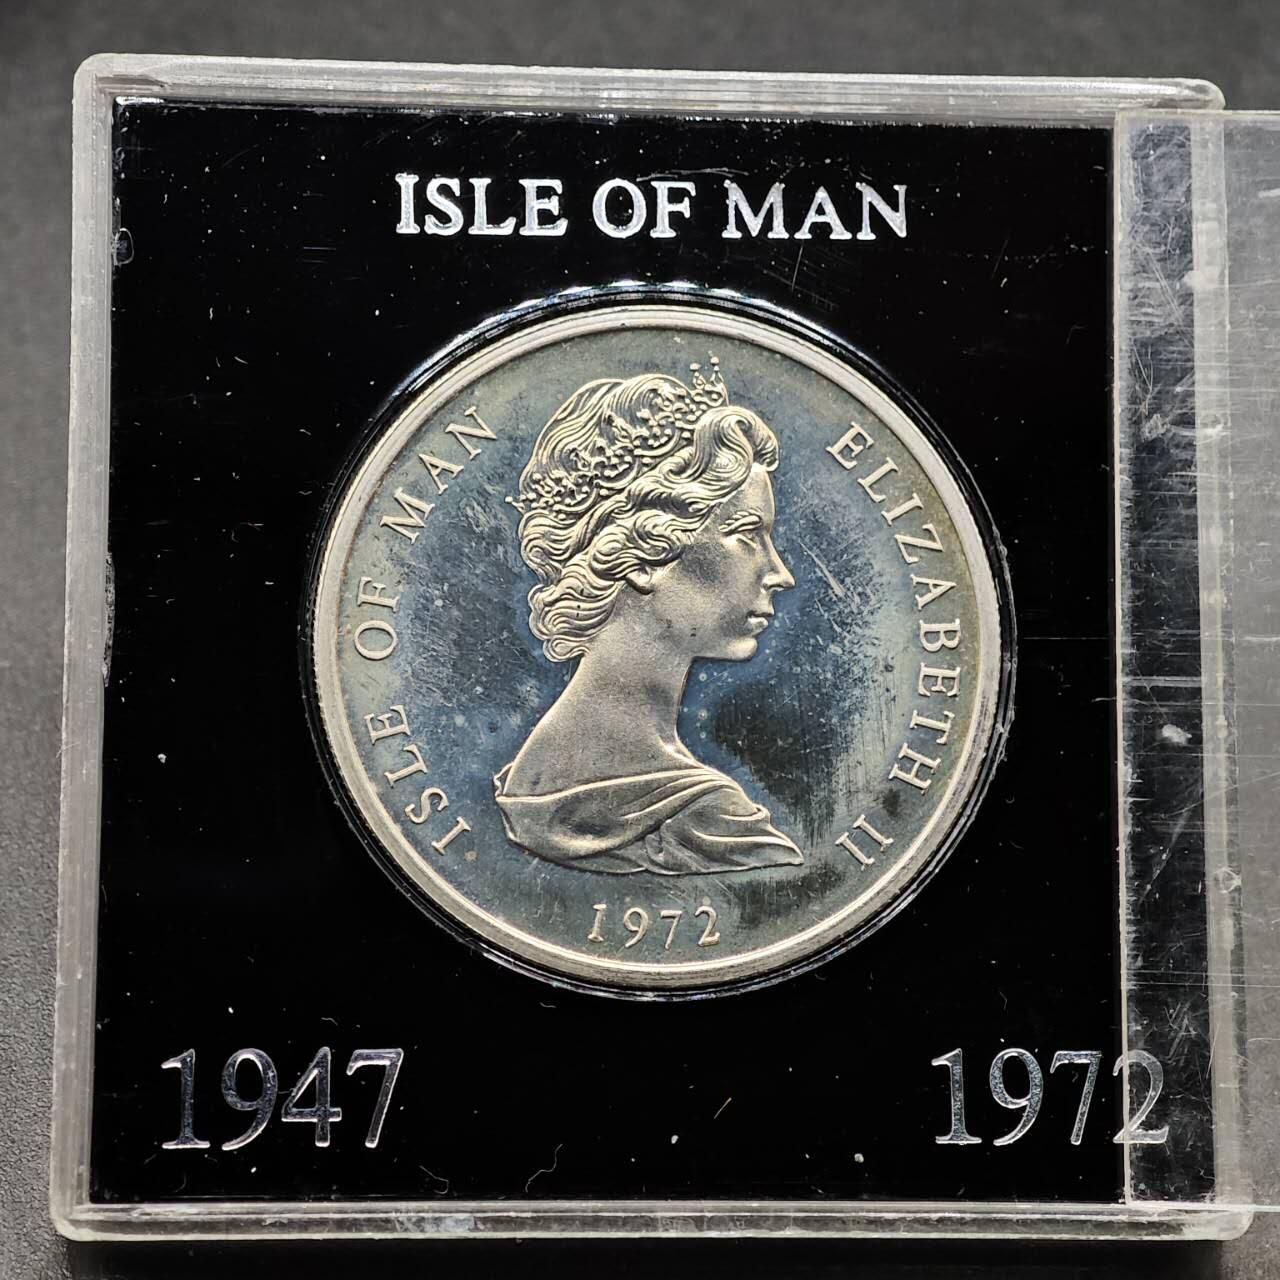 ISLE OF MAN
ISLE OF MAN
ELIZABETH II
1972
1947
1972